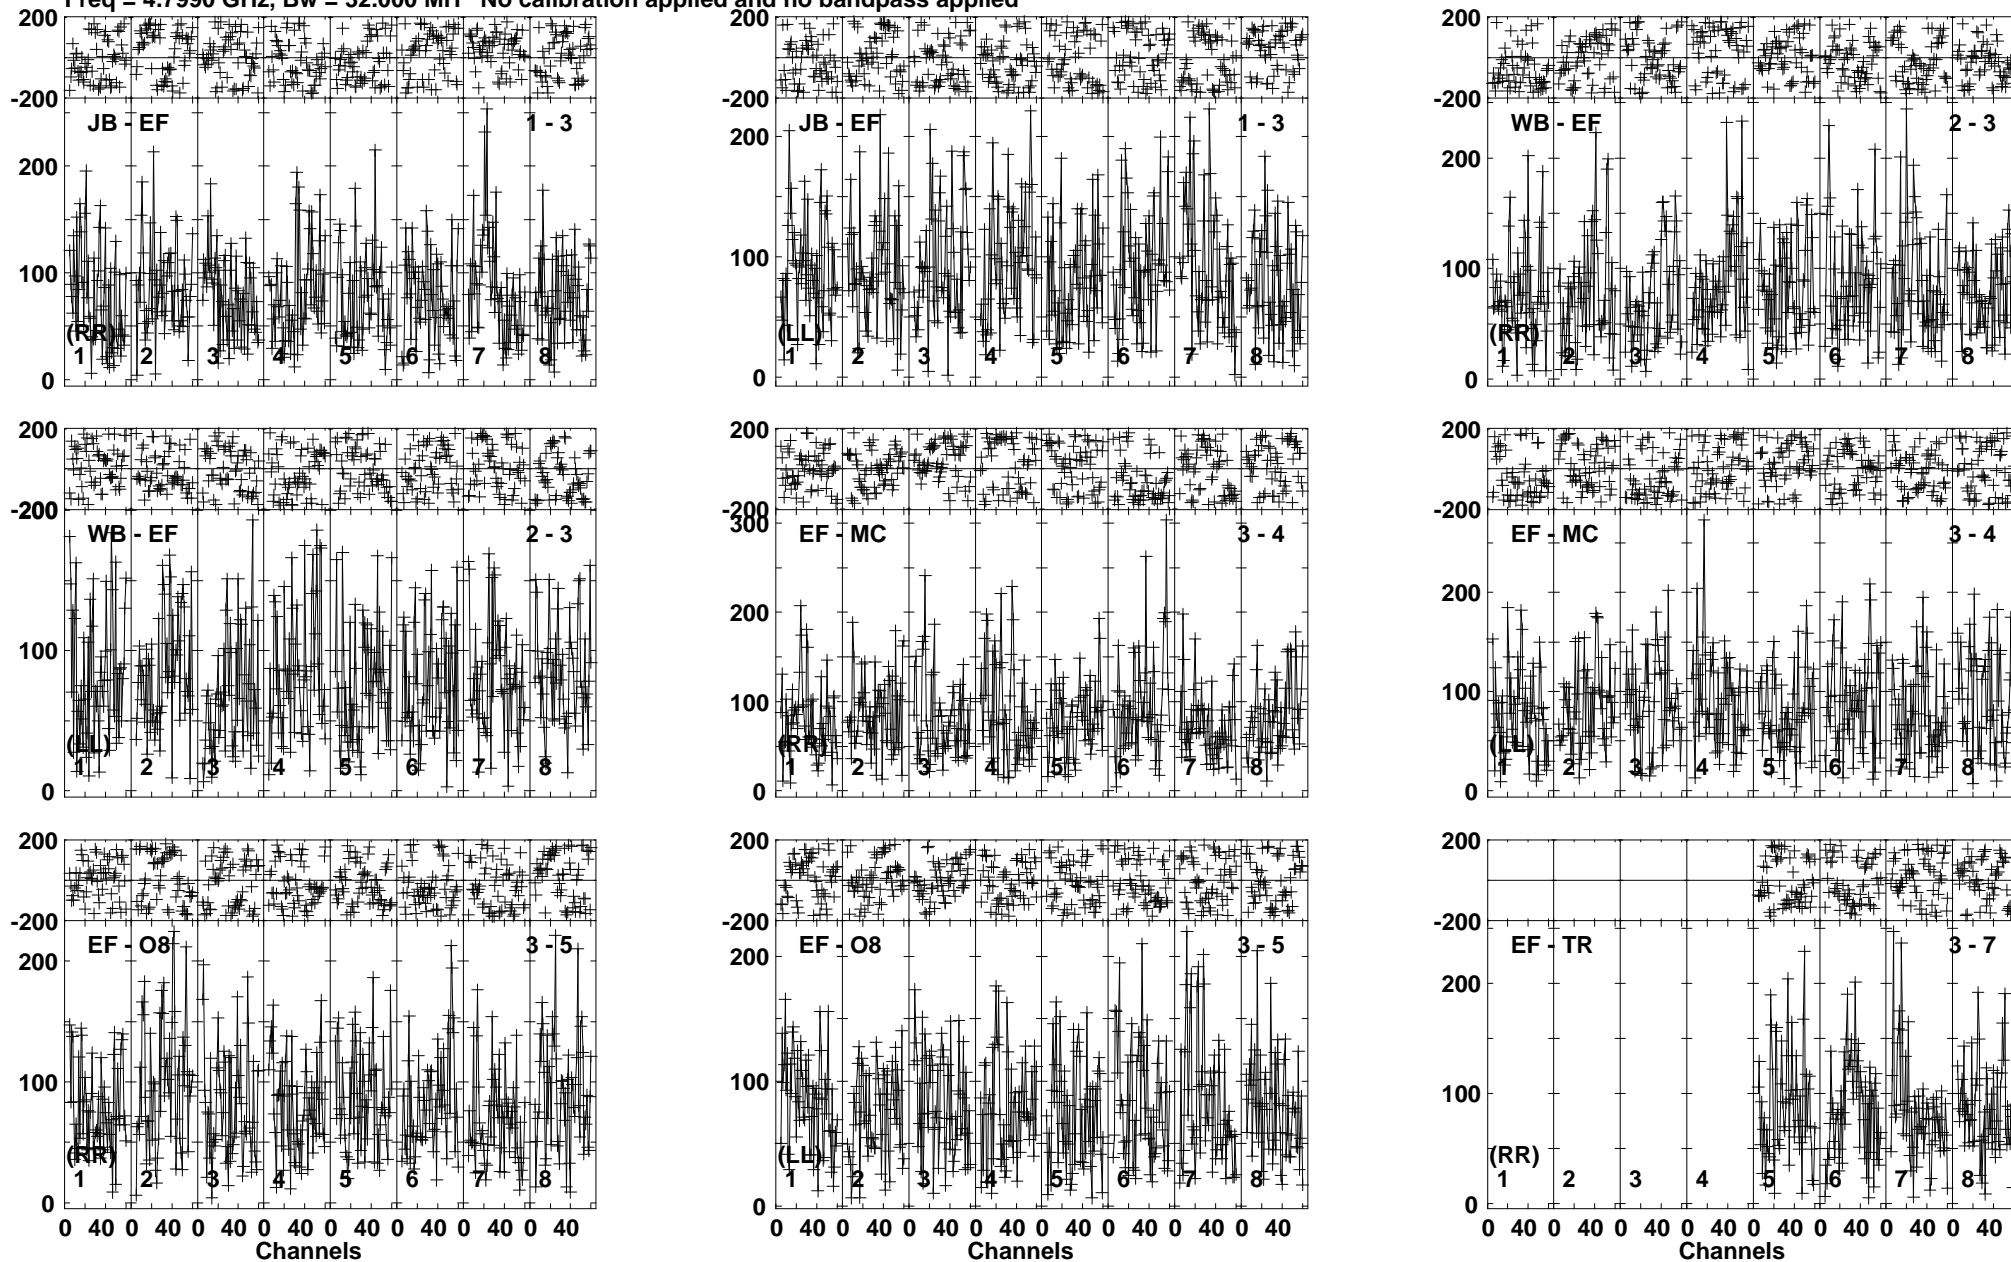 Freq = 4.7990 GHz, Bw = 32.000 MH No calibration applied and no bandpass applied
200 200 200
-200 -200 -200
JB - EF 1 - 3 JB - EF 1 - 3 WB - EF 2 - 3
200 200 200
100 100 100
(RR) (LL) (RR)
1 2 3 4 5 6 7 8 1 2 3 4 5 6 7 8 1 2 3 4 5 6 7 8
0 0 0
200 200 200
-200 -200 -200
300
WB - EF 2 - 3 EF - MC 3 - 4 EF - MC 3 - 4
200 200
100 100 100
(LL) (RR) (LL)
1 2 3 4 5 6 7 8 1 2 3 4 5 6 7 8 1 2 3 4 5 6 7 8
0 0 0
200 200 200
-200 -200 -200
EF - O8 3 - 5 EF - O8 3 - 5 EF - TR 3 - 7
200 200 200
100 100 100
(RR) (LL) (RR)
1 2 3 4 5 6 7 8 1 2 3 4 5 6 7 8 1 2 3 4 5 6 7 8
0 0 0
0 40 0 40 0 40 0 40 0 40 0 40 0 40 0 40 0 40 0 40 0 40 0 40 0 40 0 40 0 40 0 40 0 40 0 40 0 40 0 40 0 40 0 40 0 40 0 40
Channels Channels Channels